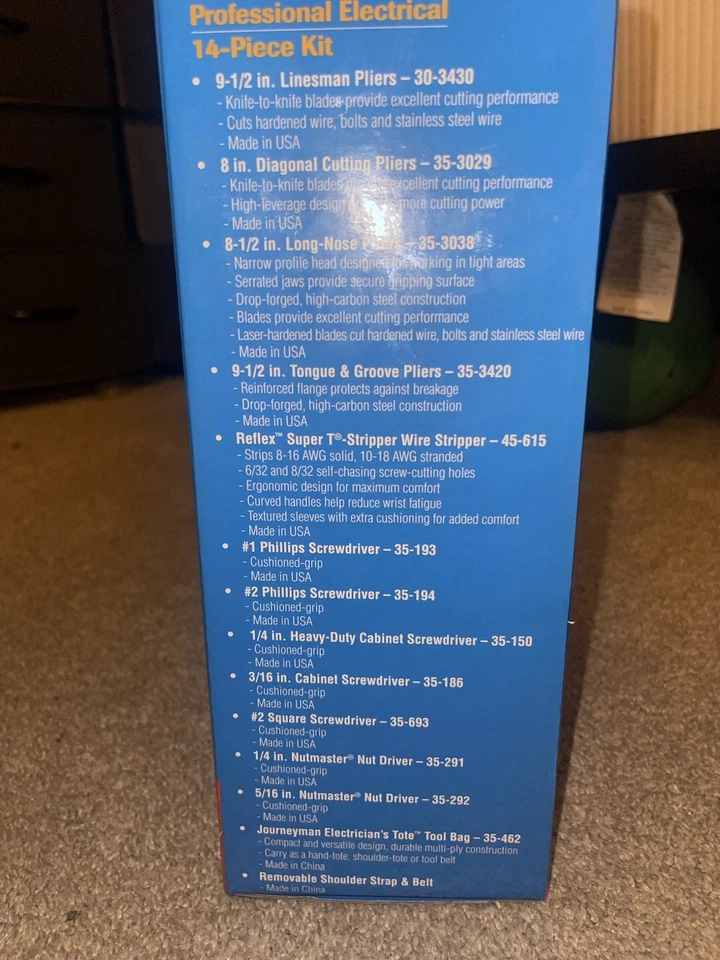 Professional Electrical
14-Piece Kit
• 9-1/2 in. Linesman Pliers – 30-3430
- Knife-to-knife blades provide excellent cutting performance
- Cuts hardened wire, bolts and stainless steel wire
- Made in USA
• 8 in. Diagonal Cutting Pliers – 35-3029
- Knife-to-knife blades excellent cutting performance
- High-leverage design more cutting power
- Made in USA
• 8-1/2 in. Long-Nose Pliers – 35-3038
- Narrow profile head designed for working in tight areas
- Serrated jaws provide secure gripping surface
- Drop-forged, high-carbon steel construction
- Blades provide excellent cutting performance
- Laser-hardened blades cut hardened wire, bolts and stainless steel wire
- Made in USA
• 9-1/2 in. Tongue & Groove Pliers – 35-3420
- Reinforced flange protects against breakage
- Drop-forged, high-carbon steel construction
- Made in USA
• Reflex™ Super T®-Stripper Wire Stripper – 45-615
- Strips 8-16 AWG solid, 10-18 AWG stranded
- 6/32 and 8/32 self-chasing screw-cutting holes
- Ergonomic design for maximum comfort
- Curved handles help reduce wrist fatigue
- Textured sleeves with extra cushioning for added comfort
- Made in USA
• #1 Phillips Screwdriver – 35-193
- Cushioned-grip
- Made in USA
• #2 Phillips Screwdriver – 35-194
- Cushioned-grip
- Made in USA
• 1/4 in. Heavy-Duty Cabinet Screwdriver – 35-150
- Cushioned-grip
- Made in USA
• 3/16 in. Cabinet Screwdriver – 35-186
- Cushioned-grip
- Made in USA
• #2 Square Screwdriver – 35-693
- Cushioned-grip
- Made in USA
• 1/4 in. Nutmaster® Nut Driver – 35-291
- Cushioned-grip
- Made in USA
• 5/16 in. Nutmaster® Nut Driver – 35-292
- Cushioned-grip
- Made in USA
• Journeyman Electrician's Tote™ Tool Bag – 35-462
- Compact and versatile design, durable multi-ply construction
- Carry as a hand-tote, shoulder-tote or tool belt
- Made in China
• Removable Shoulder Strap & Belt
- Made in China